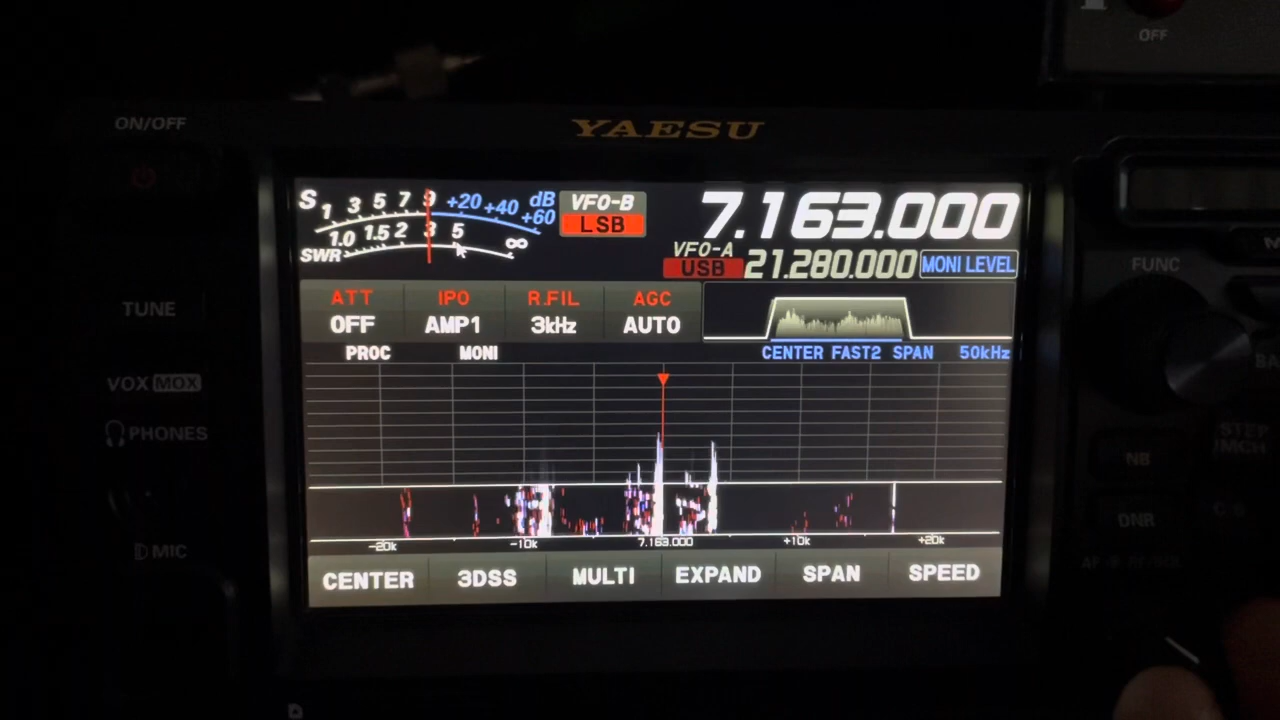 OFF
ON/OFF
YAESU
S 1 3 5 7 9 +20 +40 +60 dB
SWR 1.0 1.5 2 3 5 ∞
VFO-B
LSB
7.163.000
VFO-A
USB
21.280.000
MONI LEVEL
FUNC
TUNE
ATT
OFF
IPO
AMP1
R.FIL
3kHz
AGC
AUTO
PROC
MONI
CENTER FAST2 SPAN 50kHz
VOX MOX
PHONES
STEP
MCH
NB
DNR
MIC
-20k
-10k
7.163.000
+10k
+20k
CENTER
3DSS
MULTI
EXPAND
SPAN
SPEED